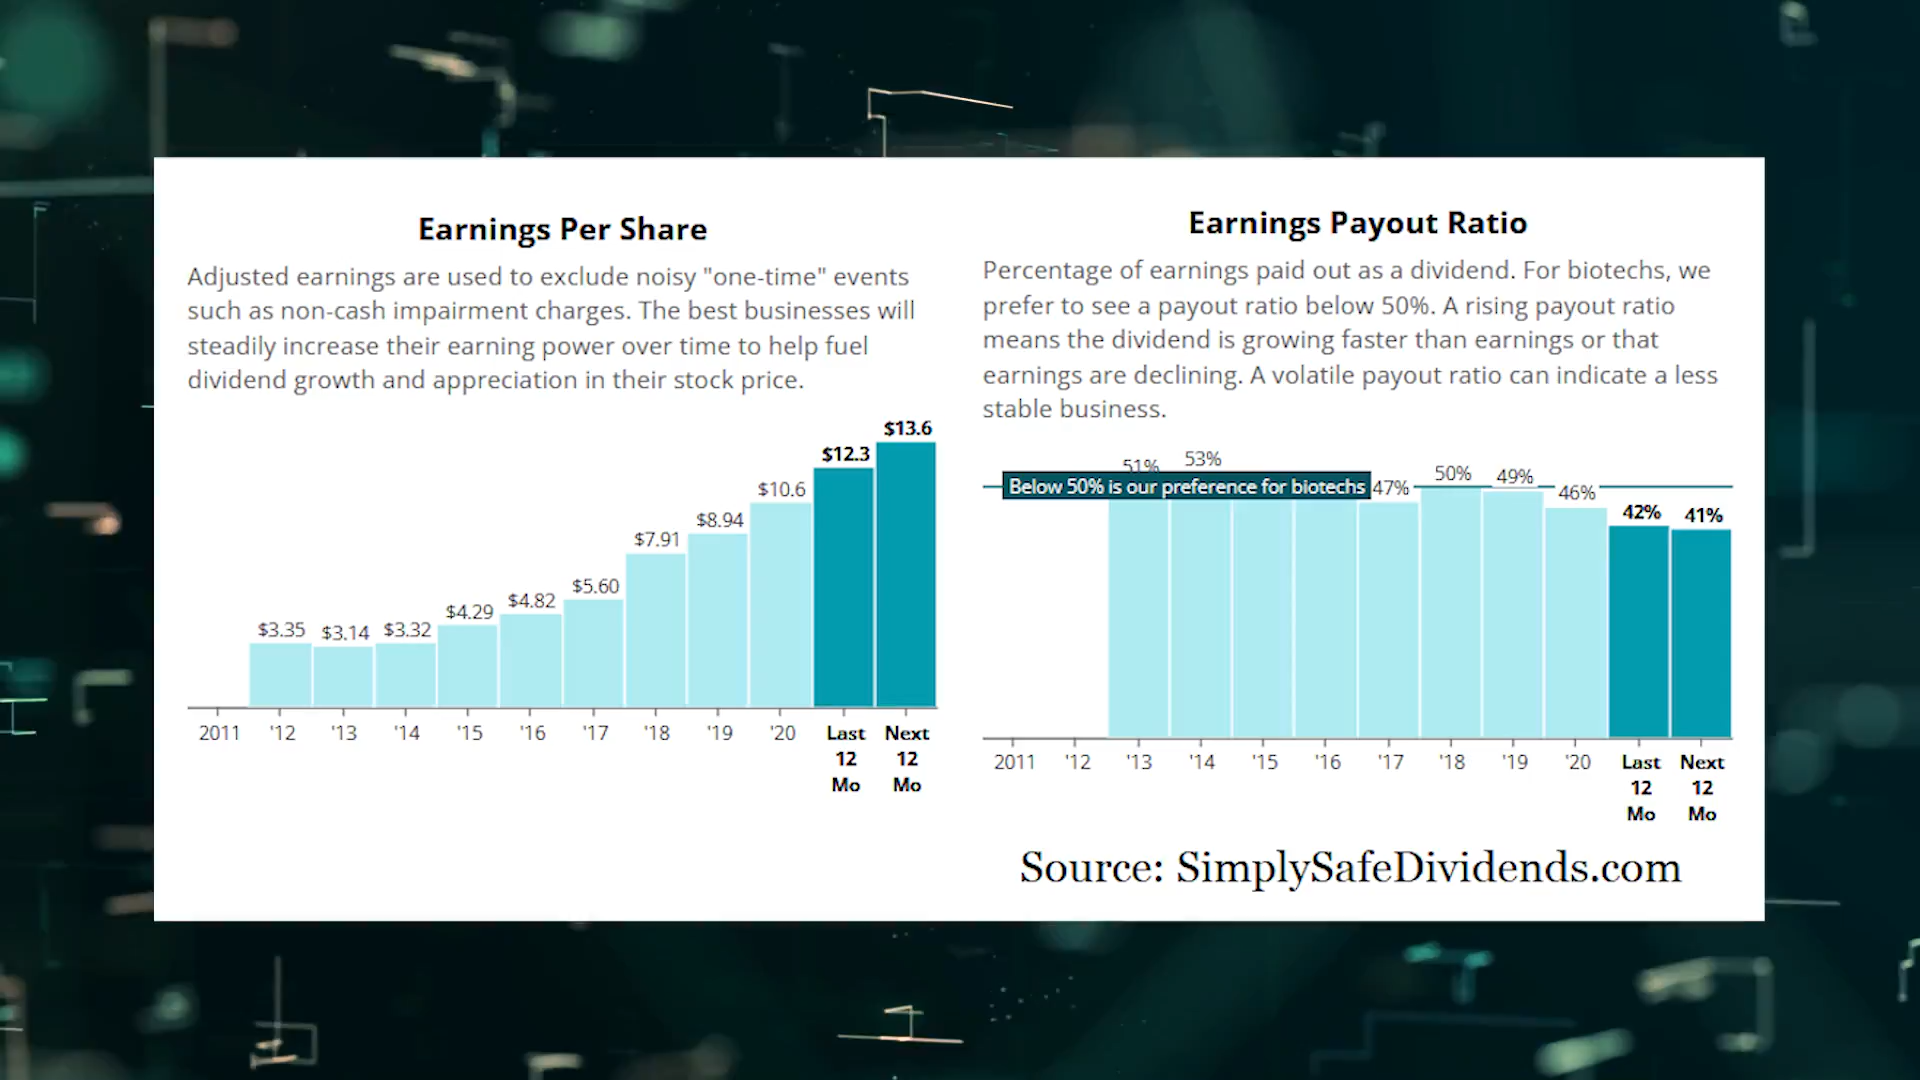 Earnings Per Share
Adjusted earnings are used to exclude noisy "one-time" events
such as non-cash impairment charges. The best businesses will
steadily increase their earning power over time to help fuel
dividend growth and appreciation in their stock price.
$3.35 $3.14 $3.32 $4.29 $4.82 $5.60 $7.91 $8.94 $10.6 $12.3 $13.6
2011 '12 '13 '14 '15 '16 '17 '18 '19 '20 Last Next
12 12
Mo Mo
Earnings Payout Ratio
Percentage of earnings paid out as a dividend. For biotechs, we
prefer to see a payout ratio below 50%. A rising payout ratio
means the dividend is growing faster than earnings or that
earnings are declining. A volatile payout ratio can indicate a less
stable business.
51% 53% 47% 50% 49% 46% 42% 41%
Below 50% is our preference for biotechs
2011 '12 '13 '14 '15 '16 '17 '18 '19 '20 Last Next
12 12
Mo Mo
Source: SimplySafeDividends.com